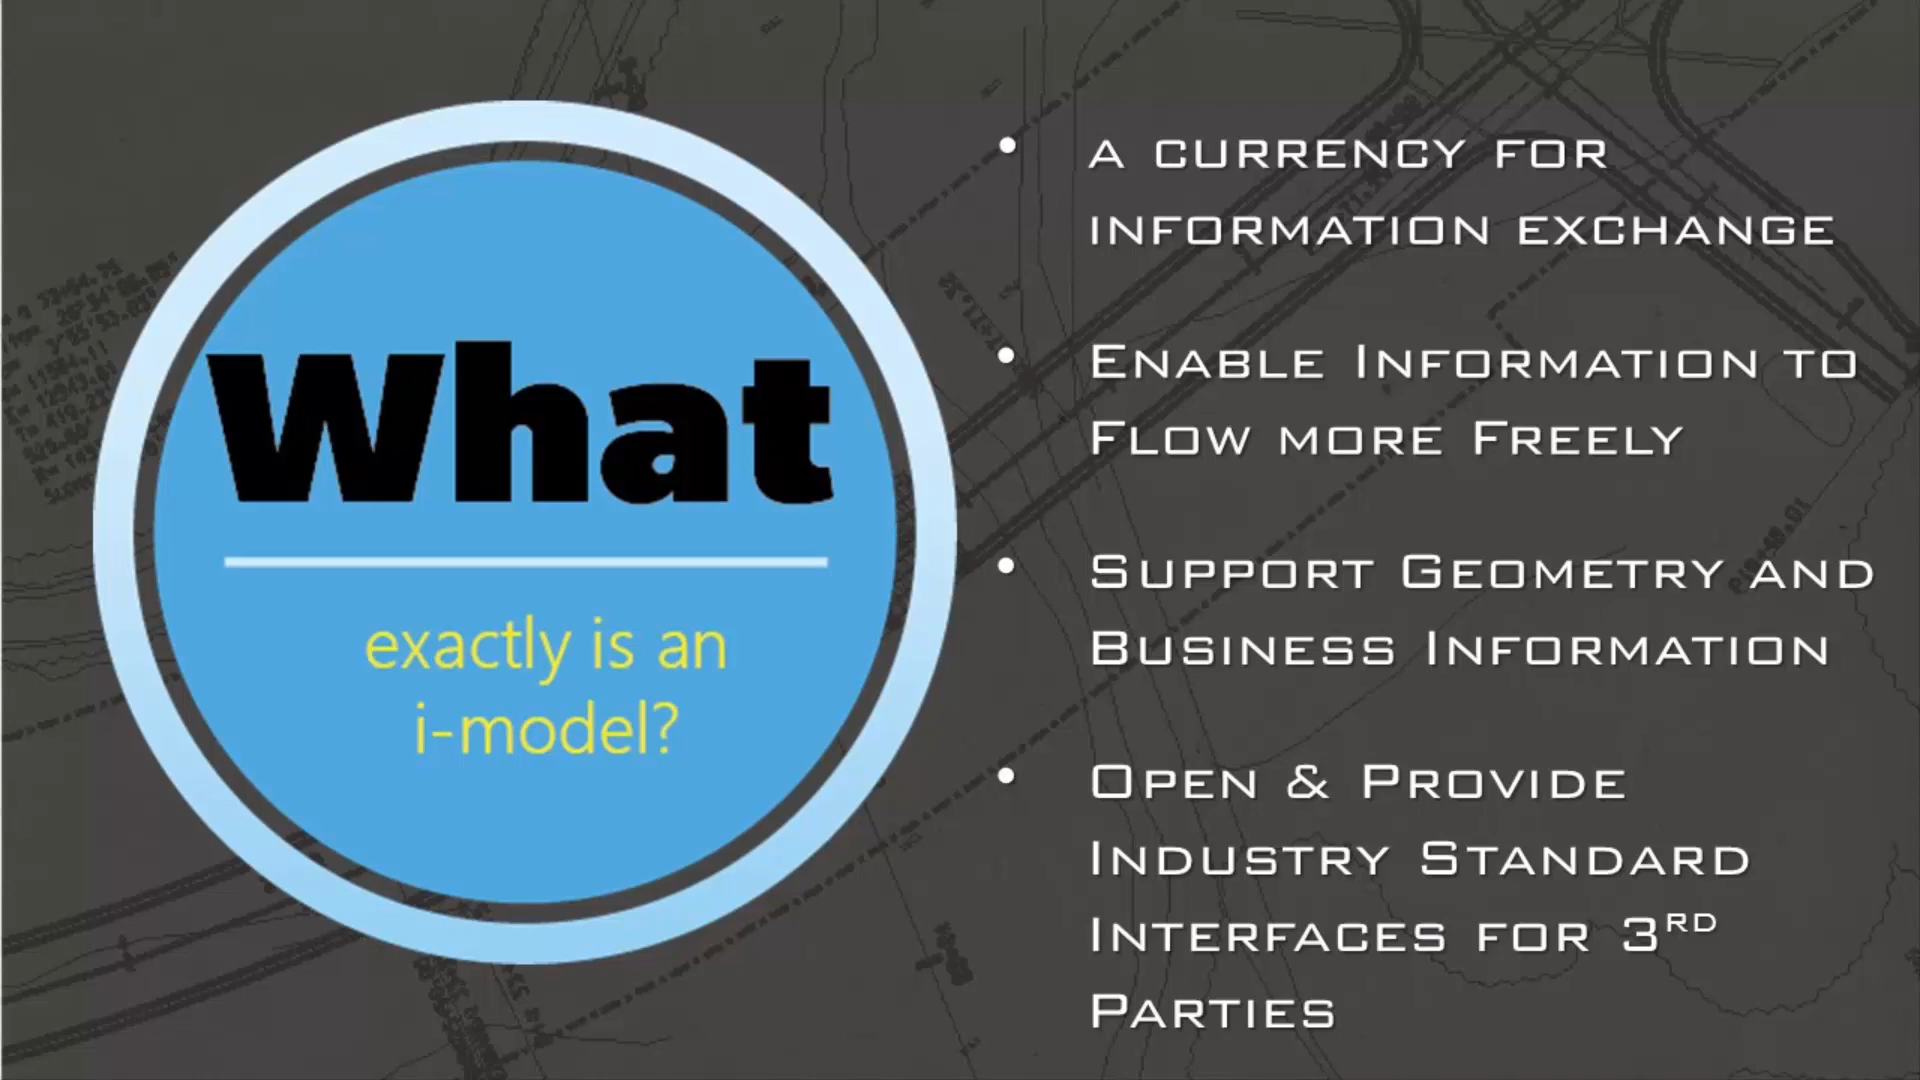 What
exactly is an
i-model?
• A CURRENCY FOR
INFORMATION EXCHANGE
• ENABLE INFORMATION TO
FLOW MORE FREELY
• SUPPORT GEOMETRY AND
BUSINESS INFORMATION
• OPEN & PROVIDE
INDUSTRY STANDARD
INTERFACES FOR 3RD
PARTIES